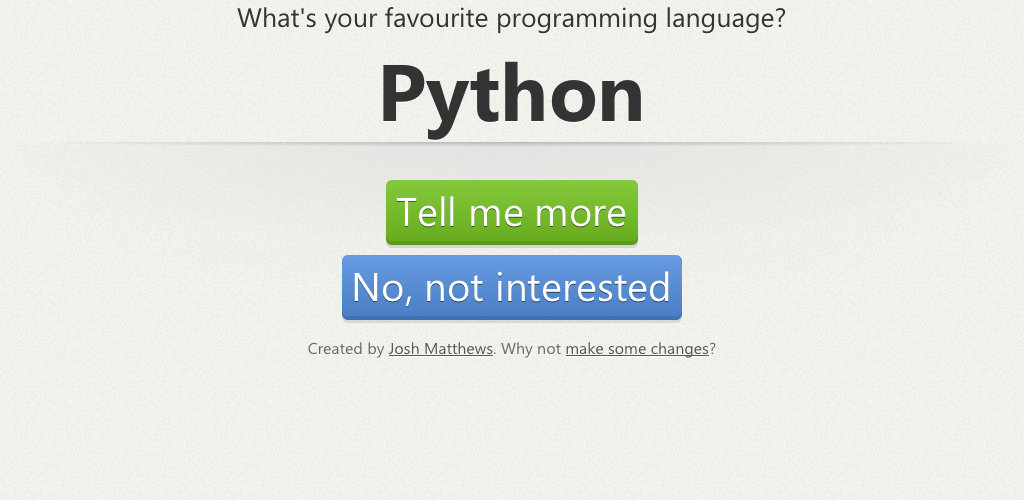 What's your favourite programming language?
Python
Tell me more
No, not interested
Created by Josh Matthews. Why not make some changes?